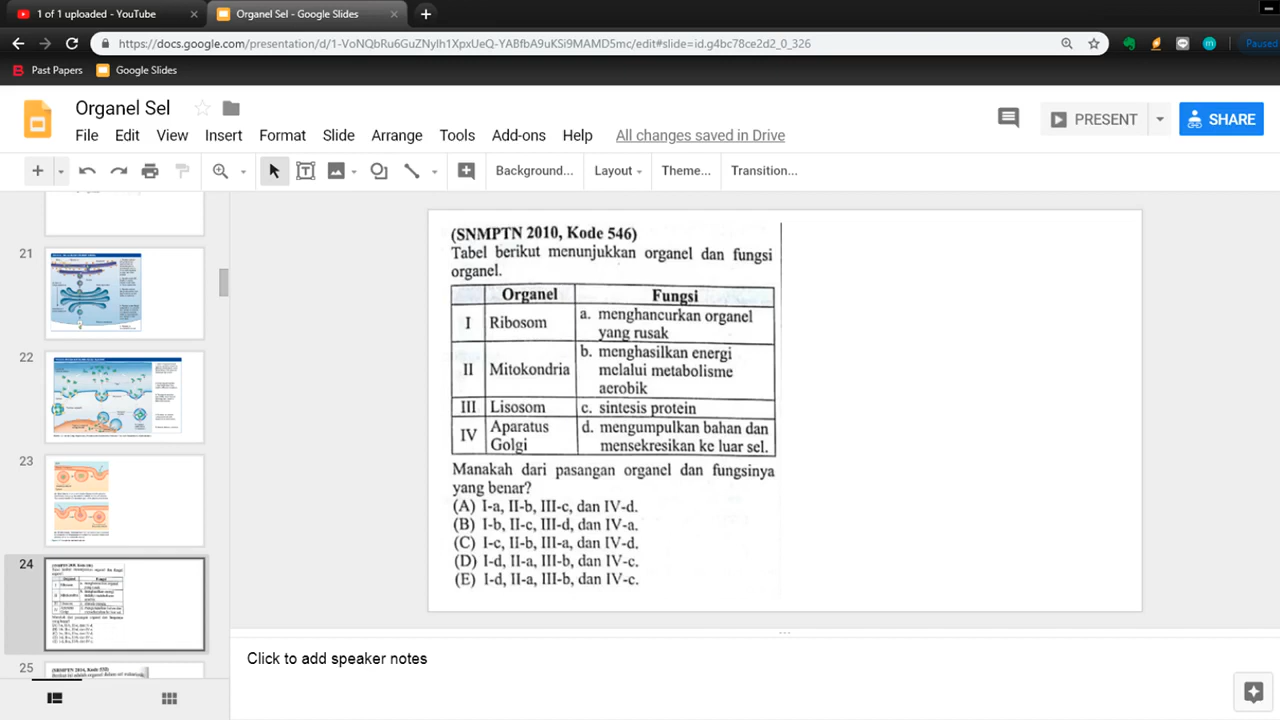 1 of 1 uploaded - YouTube
Organel Sel - Google Slides
https://docs.google.com/presentation/d/1-VoNQbRu6GuZNylh1XpxUeQ-YABfbA9uKSi9MAMD5mc/edit#slide=id.g4bc78ce2d2_0_326
Paused
Past Papers
Google Slides
Organel Sel
PRESENT
SHARE
File Edit View Insert Format Slide Arrange Tools Add-ons Help All changes saved in Drive
Background... Layout Theme... Transition...
21
22
23
24
25
(SNMPTN 2010, Kode 546)
Tabel berikut menunjukkan organel dan fungsi
organel.
Organel Fungsi
I Ribosom a. menghancurkan organel
yang rusak
II Mitokondria b. menghasilkan energi
melalui metabolisme
aerobik
III Lisosom c. sintesis protein
IV Aparatus Golgi d. mengumpulkan bahan dan
mensekresikan ke luar sel.
Manakah dari pasangan organel dan fungsinya
yang benar?
(A) I-a, II-b, III-c, dan IV-d.
(B) I-b, II-c, III-d, dan IV-a.
(C) I-c, II-b, III-a, dan IV-d.
(D) I-d, II-a, III-b, dan IV-c.
(E) I-d, II-a, III-b, dan IV-c.
Click to add speaker notes